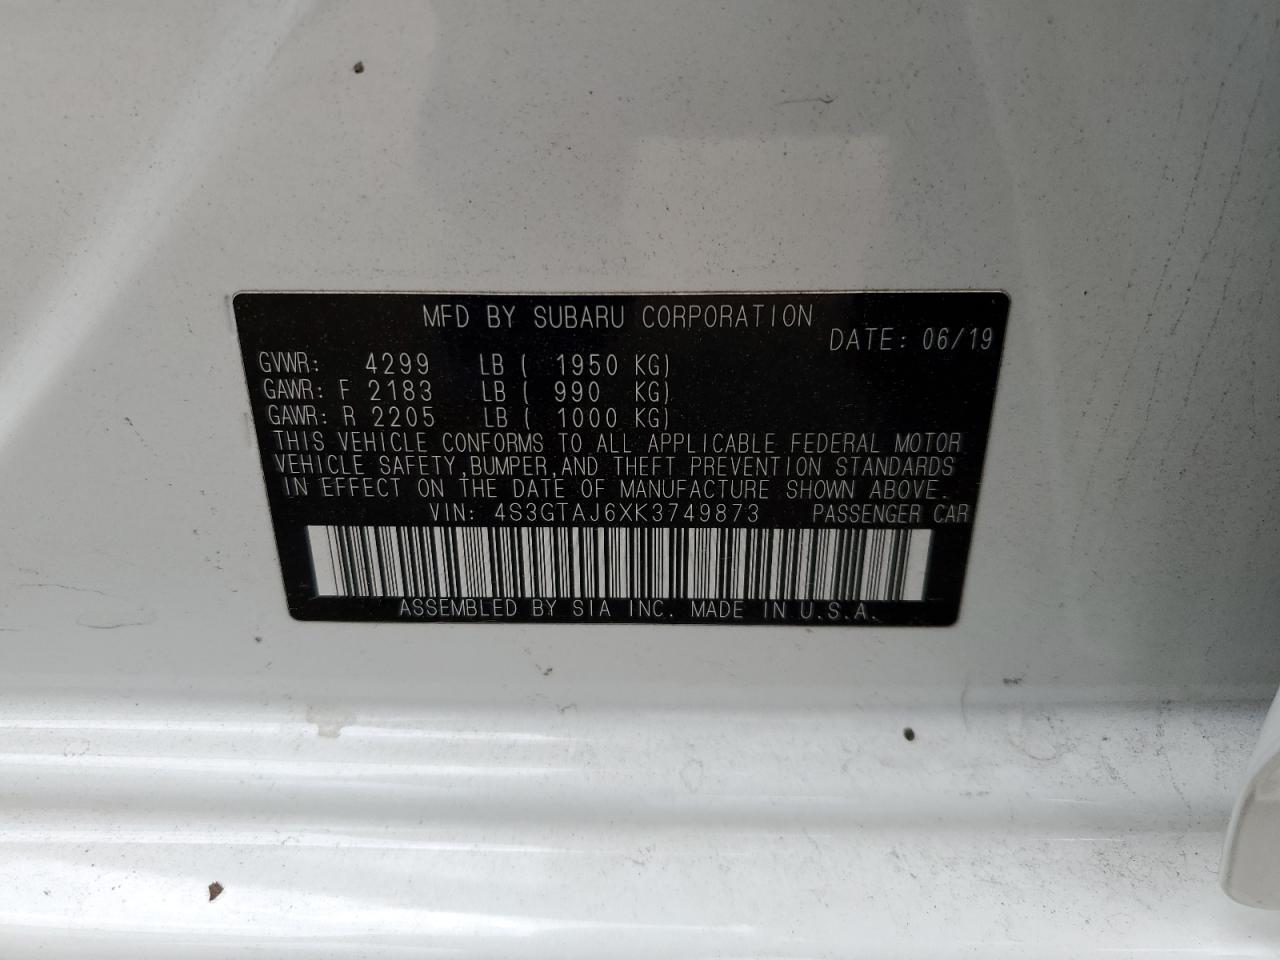 MFD BY SUBARU CORPORATION
DATE: 06/19
GVWR: 4299 LB ( 1950 KG)
GAWR: F 2183 LB ( 990 KG)
GAWR: R 2205 LB ( 1000 KG)
THIS VEHICLE CONFORMS TO ALL APPLICABLE FEDERAL MOTOR
VEHICLE SAFETY,BUMPER,AND THEFT PREVENTION STANDARDS
IN EFFECT ON THE DATE OF MANUFACTURE SHOWN ABOVE.
VIN: 4S3GTAJ6XK3749873 PASSENGER CAR
ASSEMBLED BY SIA INC. MADE IN U.S.A.